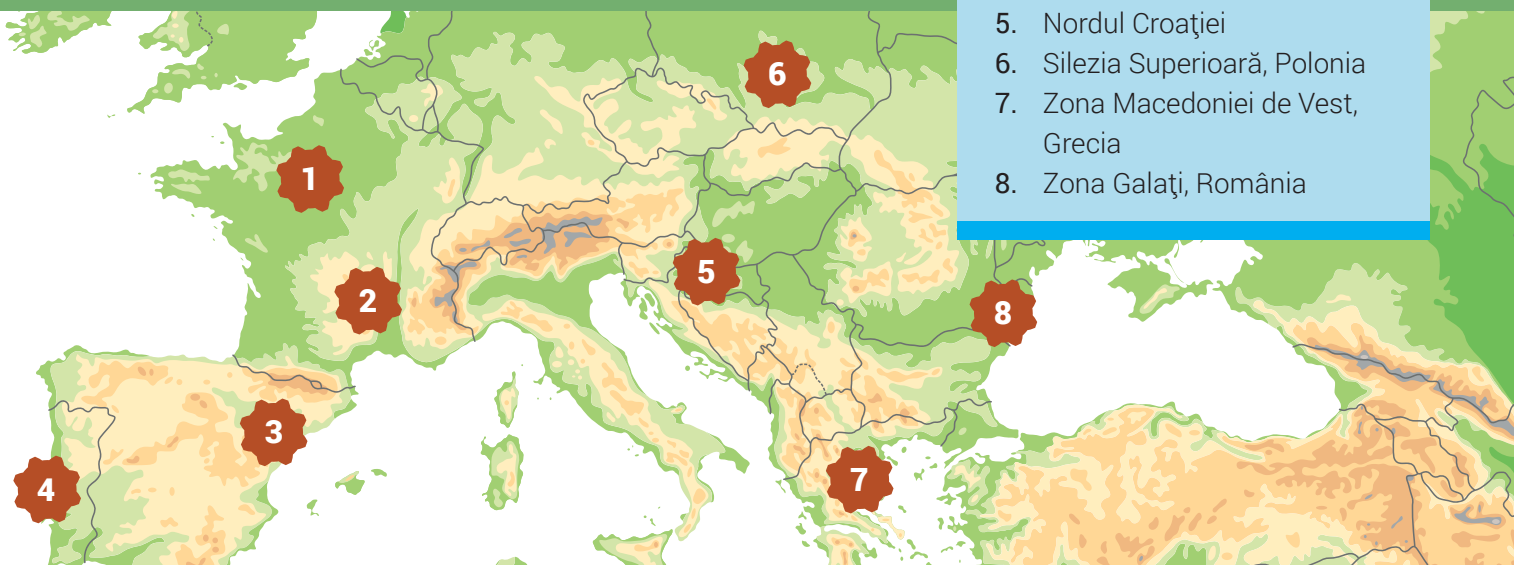 5. Nordul Croaţiei
6. Silezia Superioară, Polonia
7. Zona Macedoniei de Vest,
Grecia
8. Zona Galaţi, România
6
1
5
2
8
3
7
4